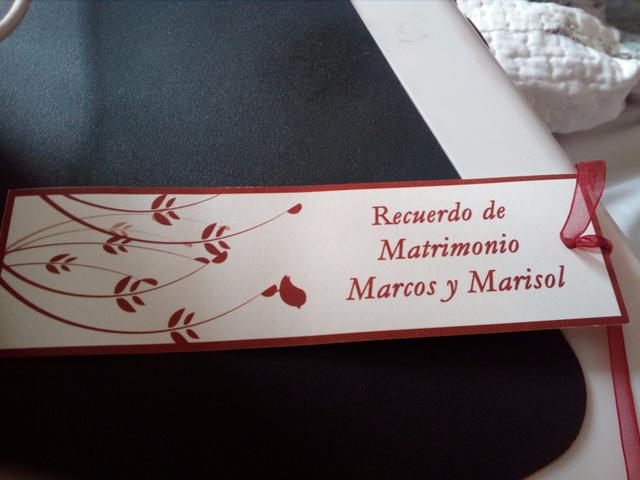 Recuerdo de
Matrimonio
Marcos y Marisol